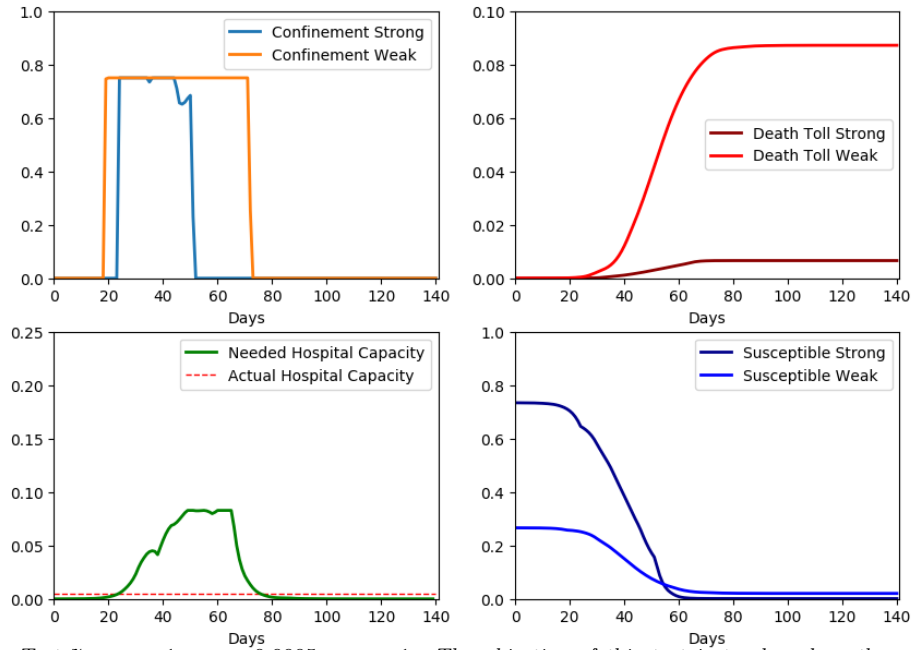 1.0
0.8
0.6
0.4
0.2
0.0
Confinement Strong
Confinement Weak
0 20 40 60 80 100 120 140
Days
0.10
0.08
0.06
0.04
0.02
0.00
Death Toll Strong
Death Toll Weak
0 20 40 60 80 100 120 140
Days
0.25
0.20
0.15
0.10
0.05
0.00
Needed Hospital Capacity
Actual Hospital Capacity
0 20 40 60 80 100 120 140
Days
1.0
0.8
0.6
0.4
0.2
0.0
Susceptible Strong
Susceptible Weak
0 20 40 60 80 100 120 140
Days